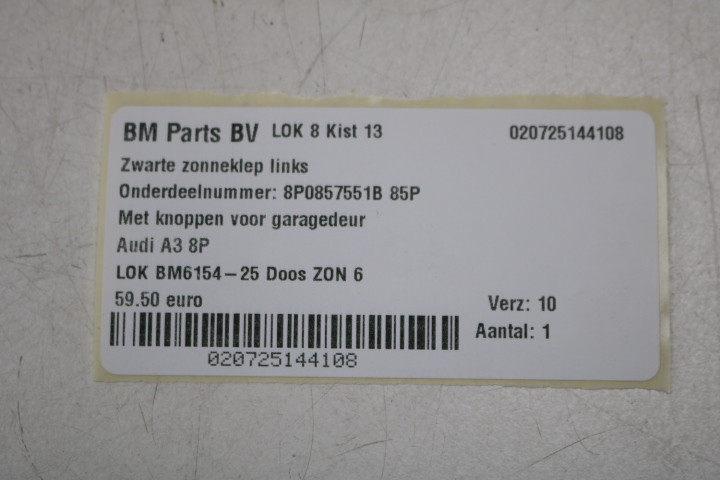 BM Parts BV LOK 8 Kist 13 020725144108
Zwarte zonneklep links
Onderdeelnummer: 8P0857551B 85P
Met knoppen voor garagedeur
Audi A3 8P
LOK BM6154-25 Doos ZON 6
59.50 euro Verz: 10
Aantal: 1
020725144108